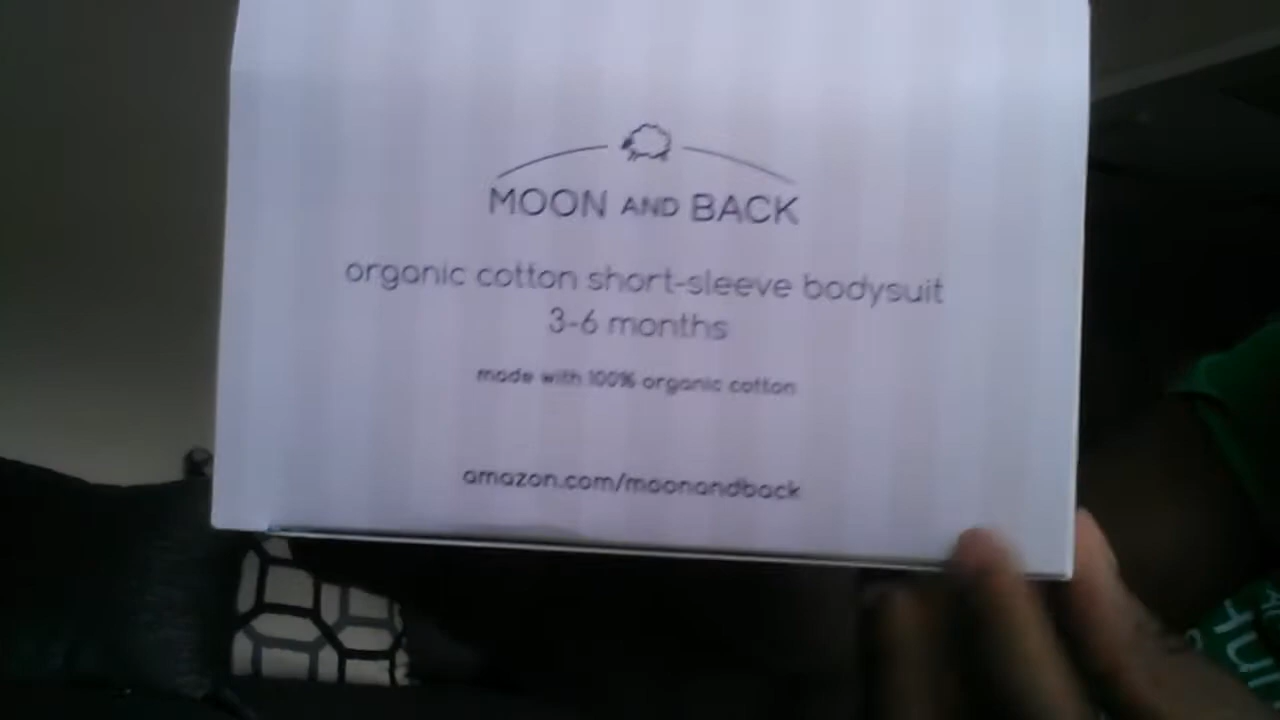 MOON AND BACK
organic cotton short-sleeve bodysuit
3-6 months
made with 100% organic cotton
amazon.com/moonandback